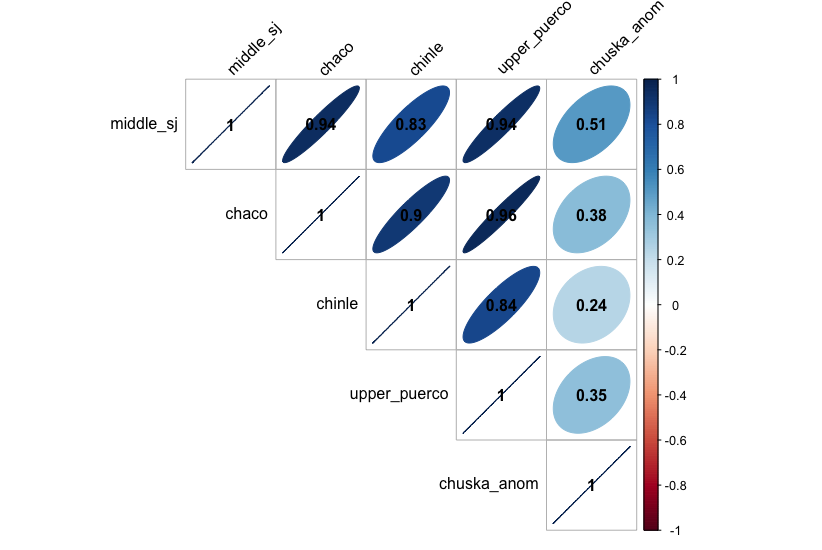 middle_sj
chaco
chinle
upper_puerco
chuska_anom
middle_sj 1 0.94 0.83 0.94 0.51
chaco 1 0.9 0.96 0.38
chinle 1 0.84 0.24
upper_puerco 1 0.35
chuska_anom 1
1
0.8
0.6
0.4
0.2
0
-0.2
-0.4
-0.6
-0.8
-1